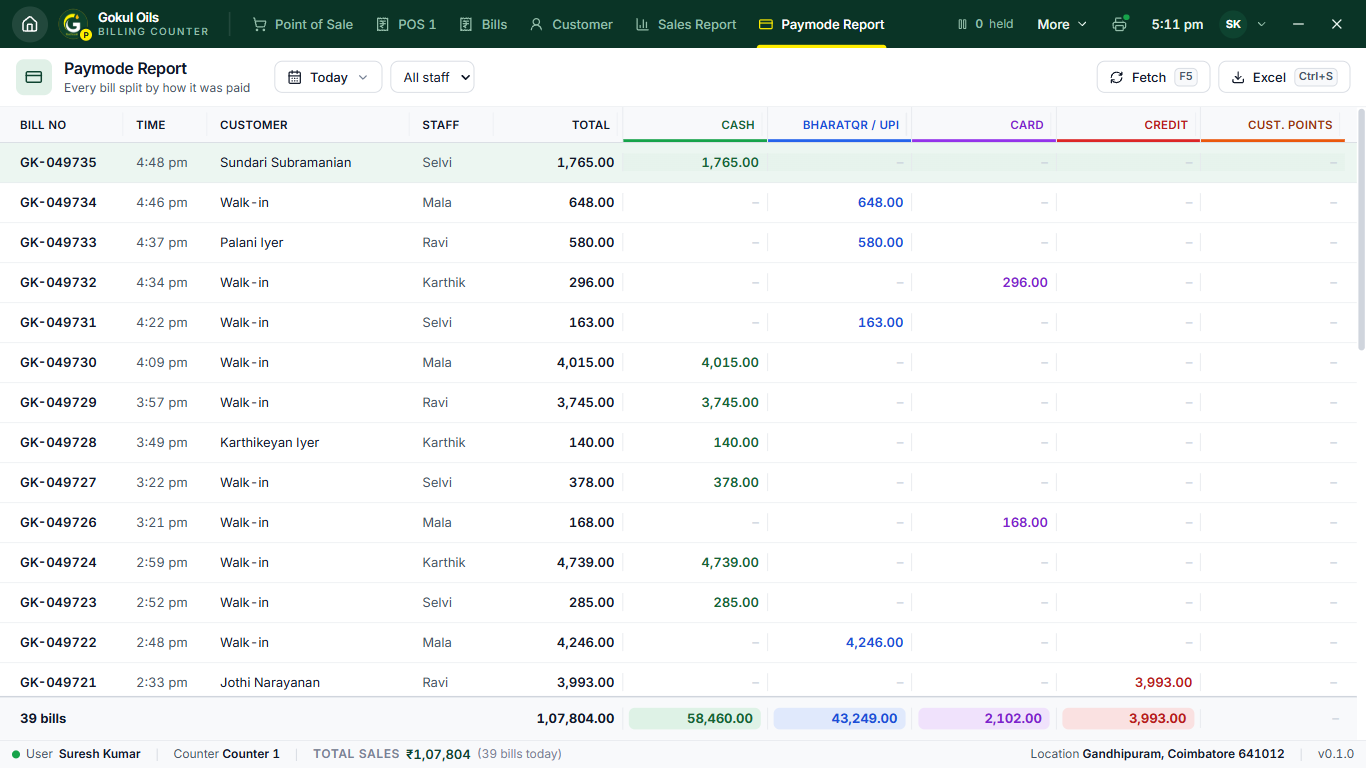 Gokul Oils
BILLING COUNTER
Point of Sale
POS 1
Bills
Customer
Sales Report
Paymode Report
0 held
More
5:11 pm
SK
Paymode Report
Every bill split by how it was paid
Today
All staff
Fetch F5
Excel Ctrl+S
BILL NO TIME CUSTOMER STAFF TOTAL CASH BHARATQR / UPI CARD CREDIT CUST. POINTS
GK-049735 4:48 pm Sundari Subramanian Selvi 1,765.00 1,765.00 – – – –
GK-049734 4:46 pm Walk-in Mala 648.00 – 648.00 – – –
GK-049733 4:37 pm Palani Iyer Ravi 580.00 – 580.00 – – –
GK-049732 4:34 pm Walk-in Karthik 296.00 – – 296.00 – –
GK-049731 4:22 pm Walk-in Selvi 163.00 – 163.00 – – –
GK-049730 4:09 pm Walk-in Mala 4,015.00 4,015.00 – – – –
GK-049729 3:57 pm Walk-in Ravi 3,745.00 3,745.00 – – – –
GK-049728 3:49 pm Karthikeyan Iyer Karthik 140.00 140.00 – – – –
GK-049727 3:22 pm Walk-in Selvi 378.00 378.00 – – – –
GK-049726 3:21 pm Walk-in Mala 168.00 – – 168.00 – –
GK-049724 2:59 pm Walk-in Karthik 4,739.00 4,739.00 – – – –
GK-049723 2:52 pm Walk-in Selvi 285.00 285.00 – – – –
GK-049722 2:48 pm Walk-in Mala 4,246.00 – 4,246.00 – – –
GK-049721 2:33 pm Jothi Narayanan Ravi 3,993.00 – – – 3,993.00 –
39 bills 1,07,804.00 58,460.00 43,249.00 2,102.00 3,993.00 –
User Suresh Kumar Counter Counter 1 TOTAL SALES ₹1,07,804 (39 bills today) Location Gandhipuram, Coimbatore 641012 v0.1.0